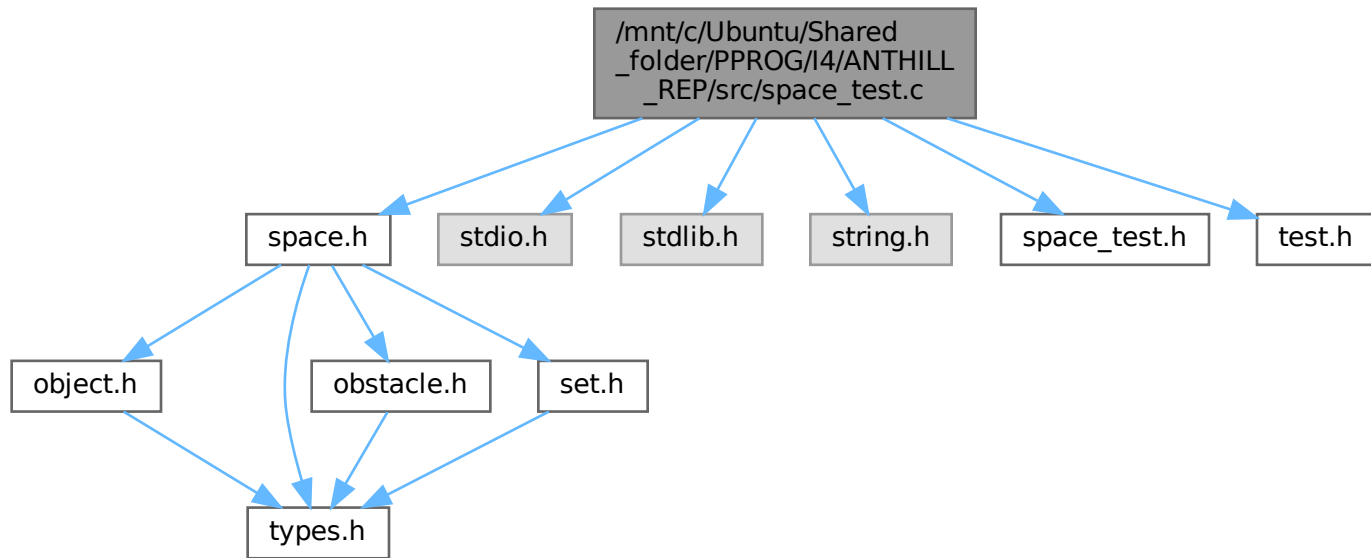 /mnt/c/Ubuntu/Shared
_folder/PPROG/I4/ANTHILL
_REP/src/space_test.c
space.h
stdio.h
stdlib.h
string.h
space_test.h
test.h
object.h
obstacle.h
set.h
types.h